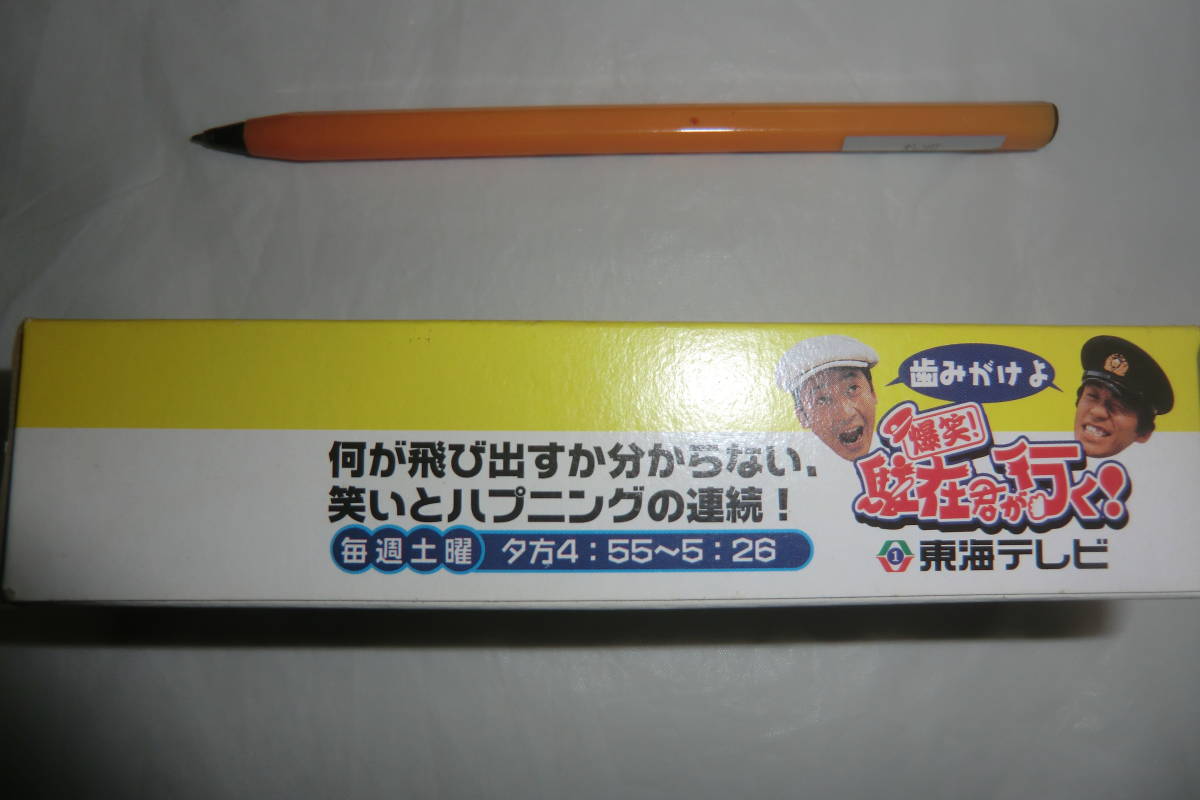 歯みがけよ
爆笑!
駐在君が行く!
何が飛び出すか分からない、
笑いとハプニングの連続!
毎週土曜 夕方4:55〜5:26
1 東海テレビ